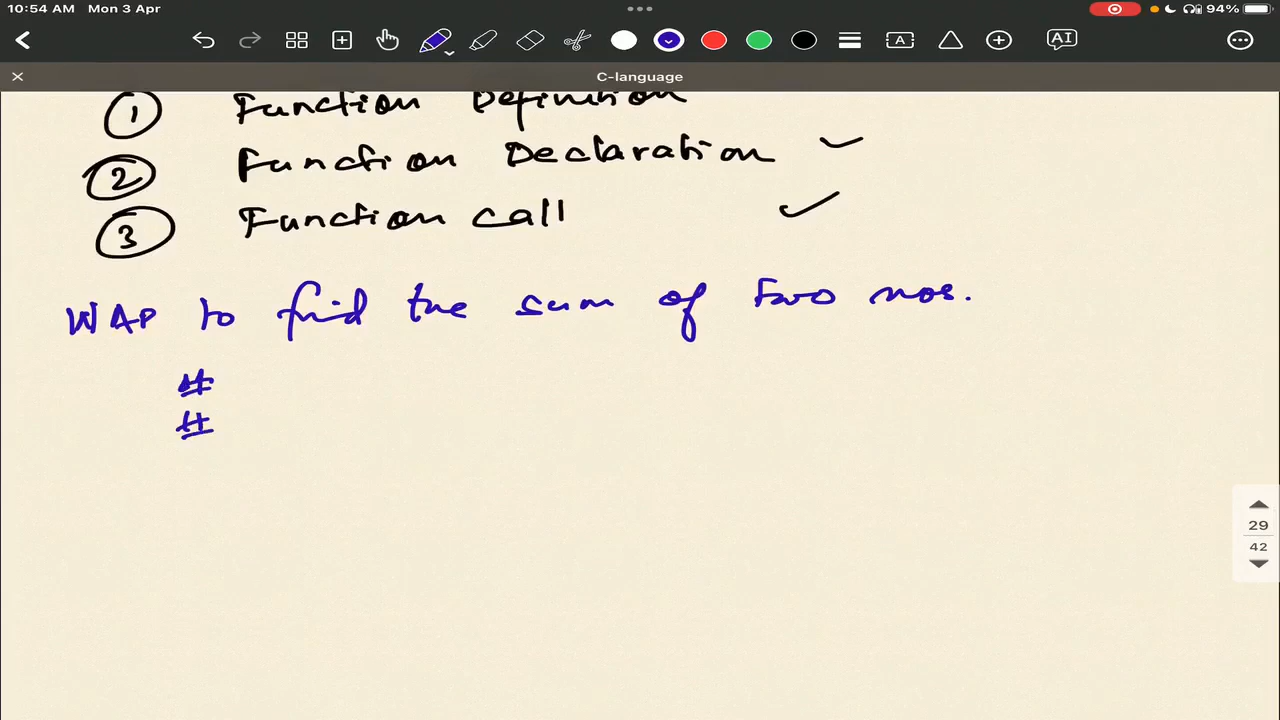 10:54 AM Mon 3 Apr
94%
A
AI
C-language
1 Function Definition
2 Function Declaration ✓
3 Function call ✓
WAP to find the sum of two nos.
#
#
29
42